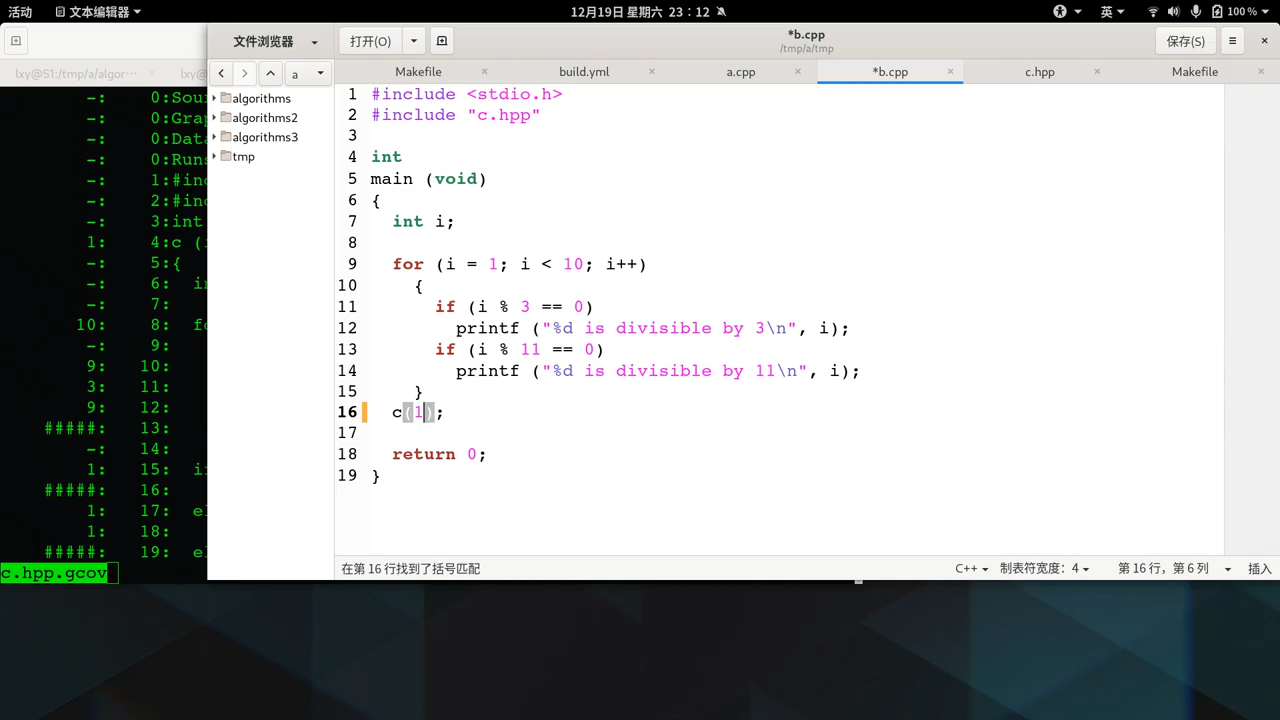 活动 文本编辑器 12月19日 星期六 23：12 英 100 %
文件浏览器 打开(O) *b.cpp 保存(S)
/tmp/a/tmp
lxy@S1:/tmp/a/algor···
a Makefile build.yml a.cpp *b.cpp c.hpp Makefile
algorithms
algorithms2
algorithms3
tmp
-: 0:Sou
-: 0:Gra
-: 0:Dat
-: 0:Run
-: 1:#in
-: 2:#in
-: 3:int
1: 4:c (
-: 5:{
-: 6: i
-: 7:
10: 8: f
-: 9:
9: 10:
3: 11:
9: 12:
#####: 13:
-: 14:
1: 15: i
#####: 16:
1: 17: el
1: 18:
#####: 19: el
c.hpp.gcov
1 #include <stdio.h>
2 #include "c.hpp"
3
4 int
5 main (void)
6 {
7 int i;
8
9 for (i = 1; i < 10; i++)
10 {
11 if (i % 3 == 0)
12 printf ("%d is divisible by 3\n", i);
13 if (i % 11 == 0)
14 printf ("%d is divisible by 11\n", i);
15 }
16 c(1);
17
18 return 0;
19 }
在第 16 行找到了括号匹配 C++ 制表符宽度：4 第 16 行，第 6 列 插入